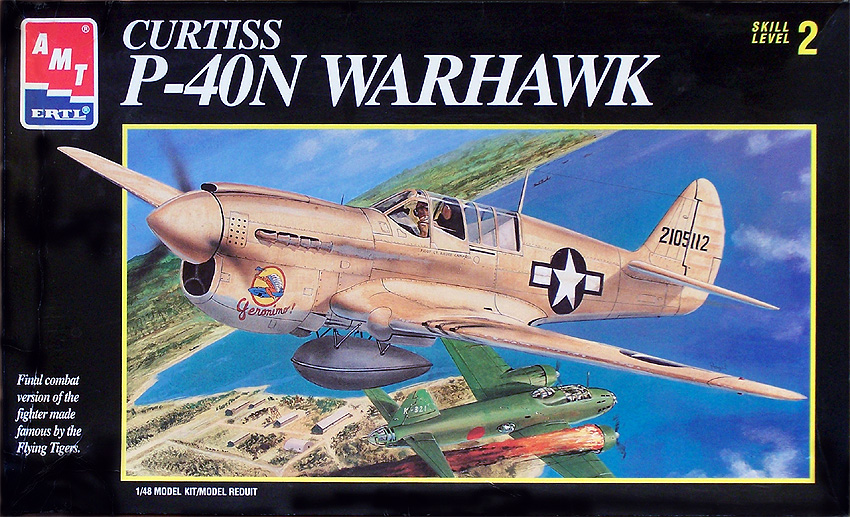 AMT®
ERTL®
CURTISS
P-40N WARHAWK
SKILL
LEVEL 2
2105112
Geronimo!
K-321
Final combat
version of the
fighter made
famous by the
Flying Tigers.
1/48 MODEL KIT/MODEL REDUIT